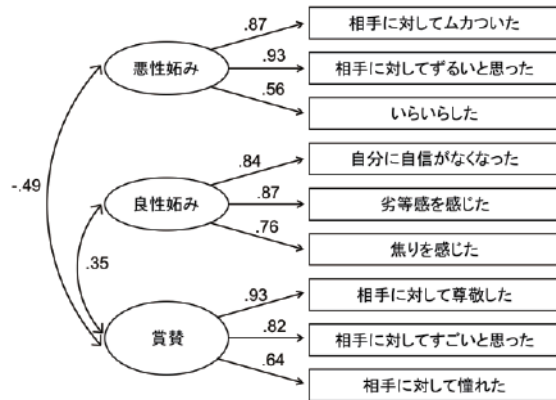 .87
相手に対してムカついた
悪性妬み
.93
相手に対してずるいと思った
.56
いらいらした
-.49
.84
自分に自信がなくなった
良性妬み
.87
劣等感を感じた
.76
焦りを感じた
.35
.93
相手に対して尊敬した
賞賛
.82
相手に対してすごいと思った
.64
相手に対して憧れた